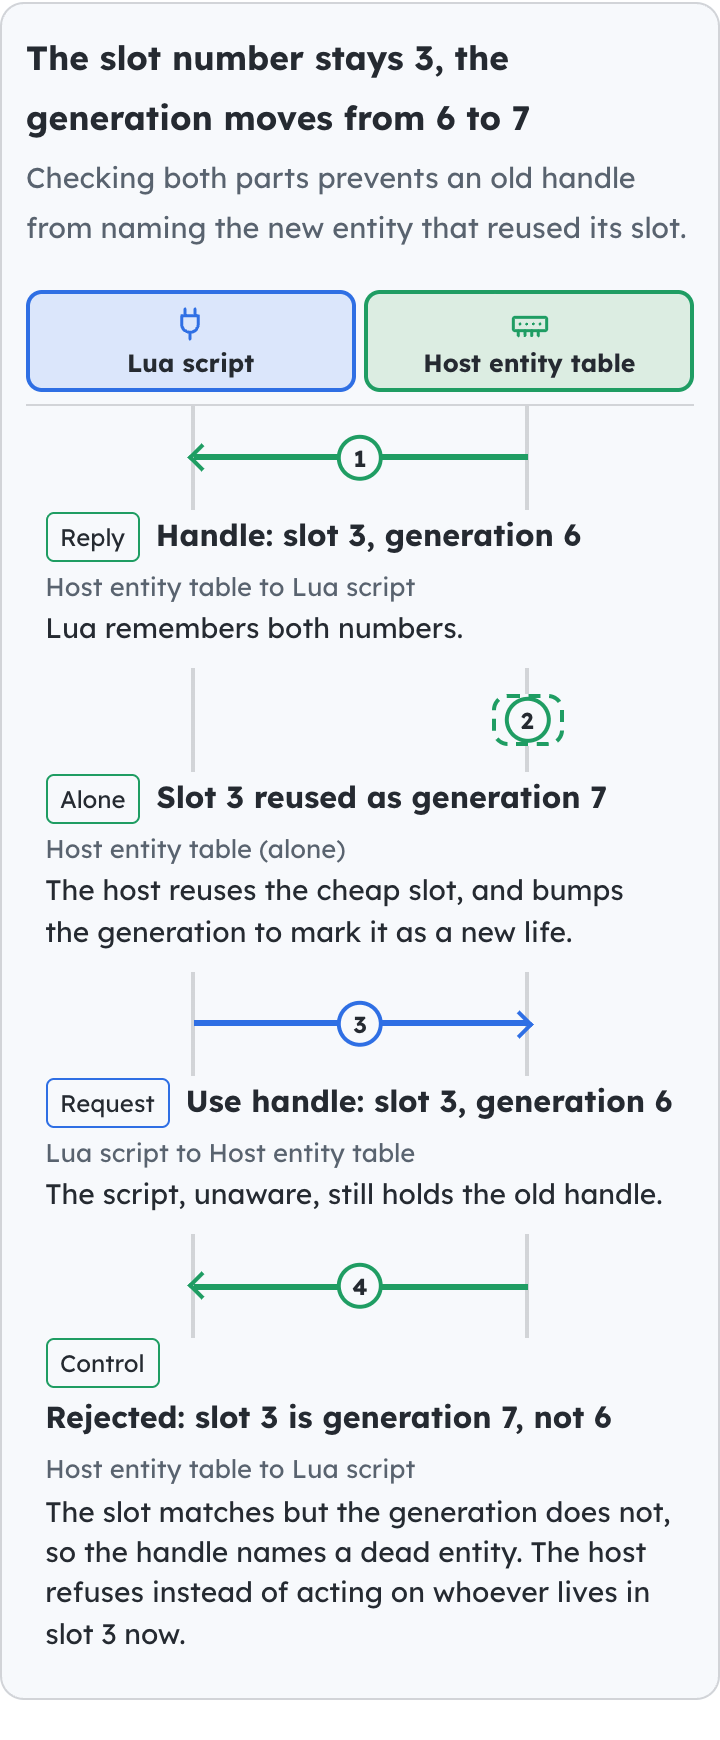 The slot number stays 3, the
generation moves from 6 to 7
Checking both parts prevents an old handle
from naming the new entity that reused its slot.
Lua script
Host entity table
1
Reply
Handle: slot 3, generation 6
Host entity table to Lua script
Lua remembers both numbers.
2
Alone
Slot 3 reused as generation 7
Host entity table (alone)
The host reuses the cheap slot, and bumps
the generation to mark it as a new life.
3
Request
Use handle: slot 3, generation 6
Lua script to Host entity table
The script, unaware, still holds the old handle.
4
Control
Rejected: slot 3 is generation 7, not 6
Host entity table to Lua script
The slot matches but the generation does not,
so the handle names a dead entity. The host
refuses instead of acting on whoever lives in
slot 3 now.